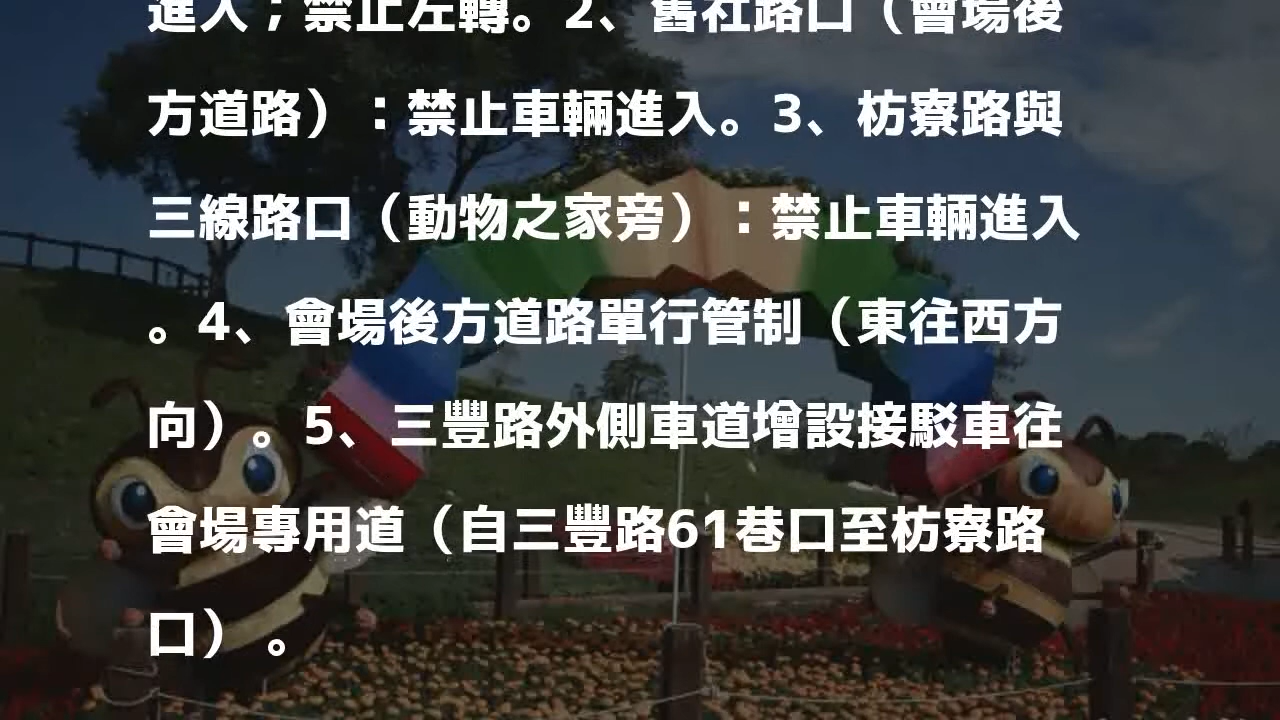 進入；禁止左轉。2、舊社路口（會場後
方道路）：禁止車輛進入。3、枋寮路與
三線路口（動物之家旁）：禁止車輛進入
。4、會場後方道路單行管制（東往西方
向）。5、三豐路外側車道增設接駁車往
會場專用道（自三豐路61巷口至枋寮路
口） 。